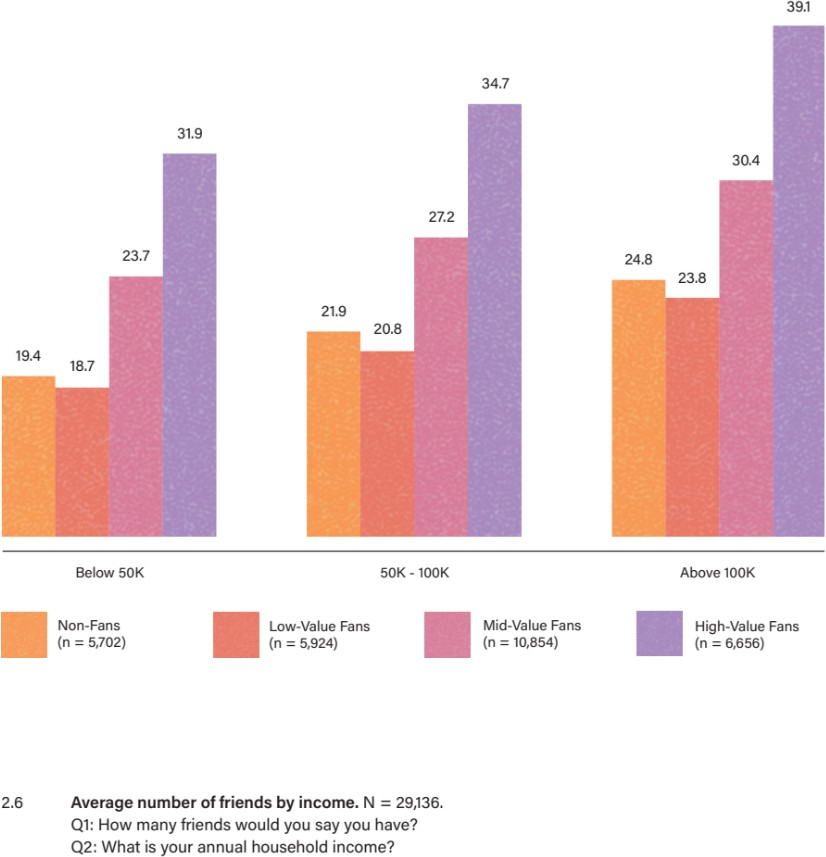 39.1
34.7
31.9
30.4
27.2
24.8
23.8
23.7
21.9
20.8
19.4
18.7
Below 50K
50K - 100K
Above 100K
Non-Fans
(n = 5,702)
Low-Value Fans
(n = 5,924)
Mid-Value Fans
(n = 10,854)
High-Value Fans
(n = 6,656)
2.6 Average number of friends by income. N = 29,136.
Q1: How many friends would you say you have?
Q2: What is your annual household income?